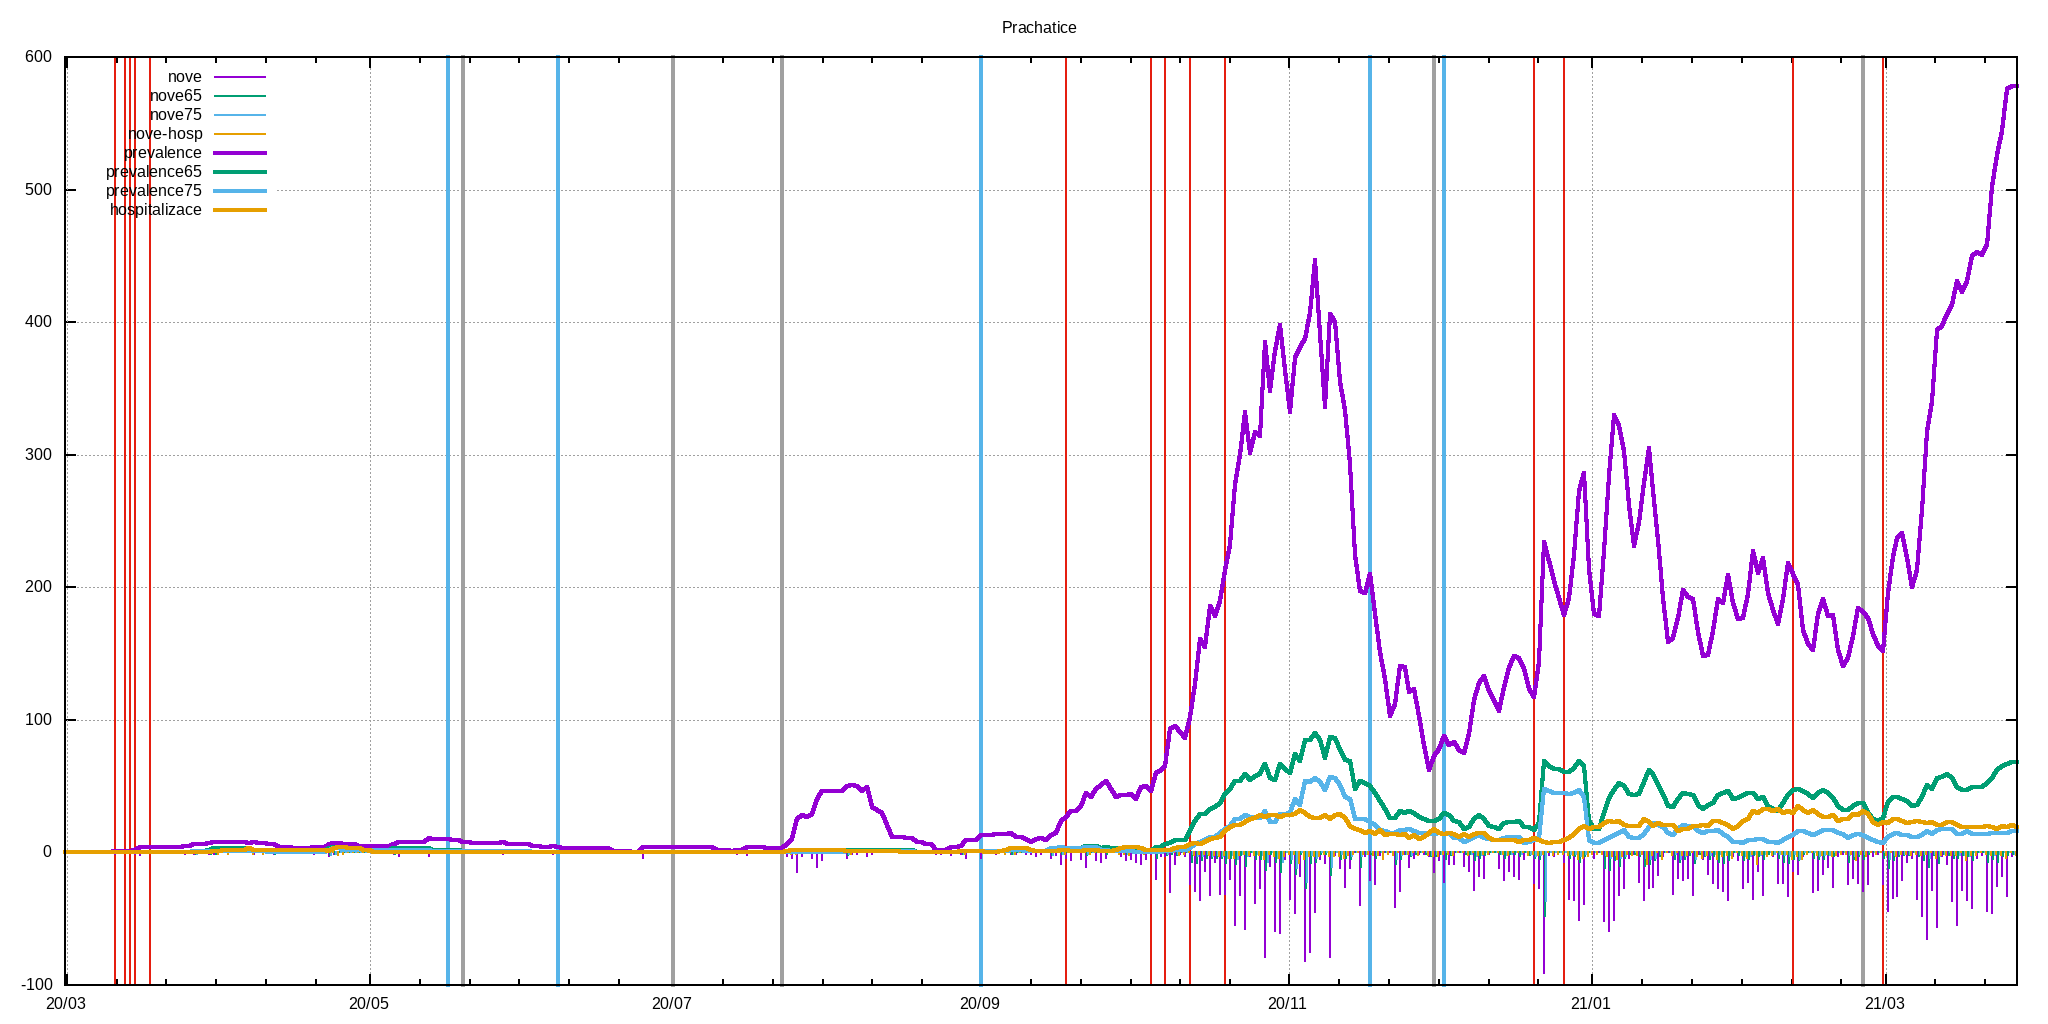 Prachatice
600
500
400
300
200
100
0
-100
nove
nove65
nove75
nove-hosp
prevalence
prevalence65
prevalence75
hospitalizace
20/03
20/05
20/07
20/09
20/11
21/01
21/03